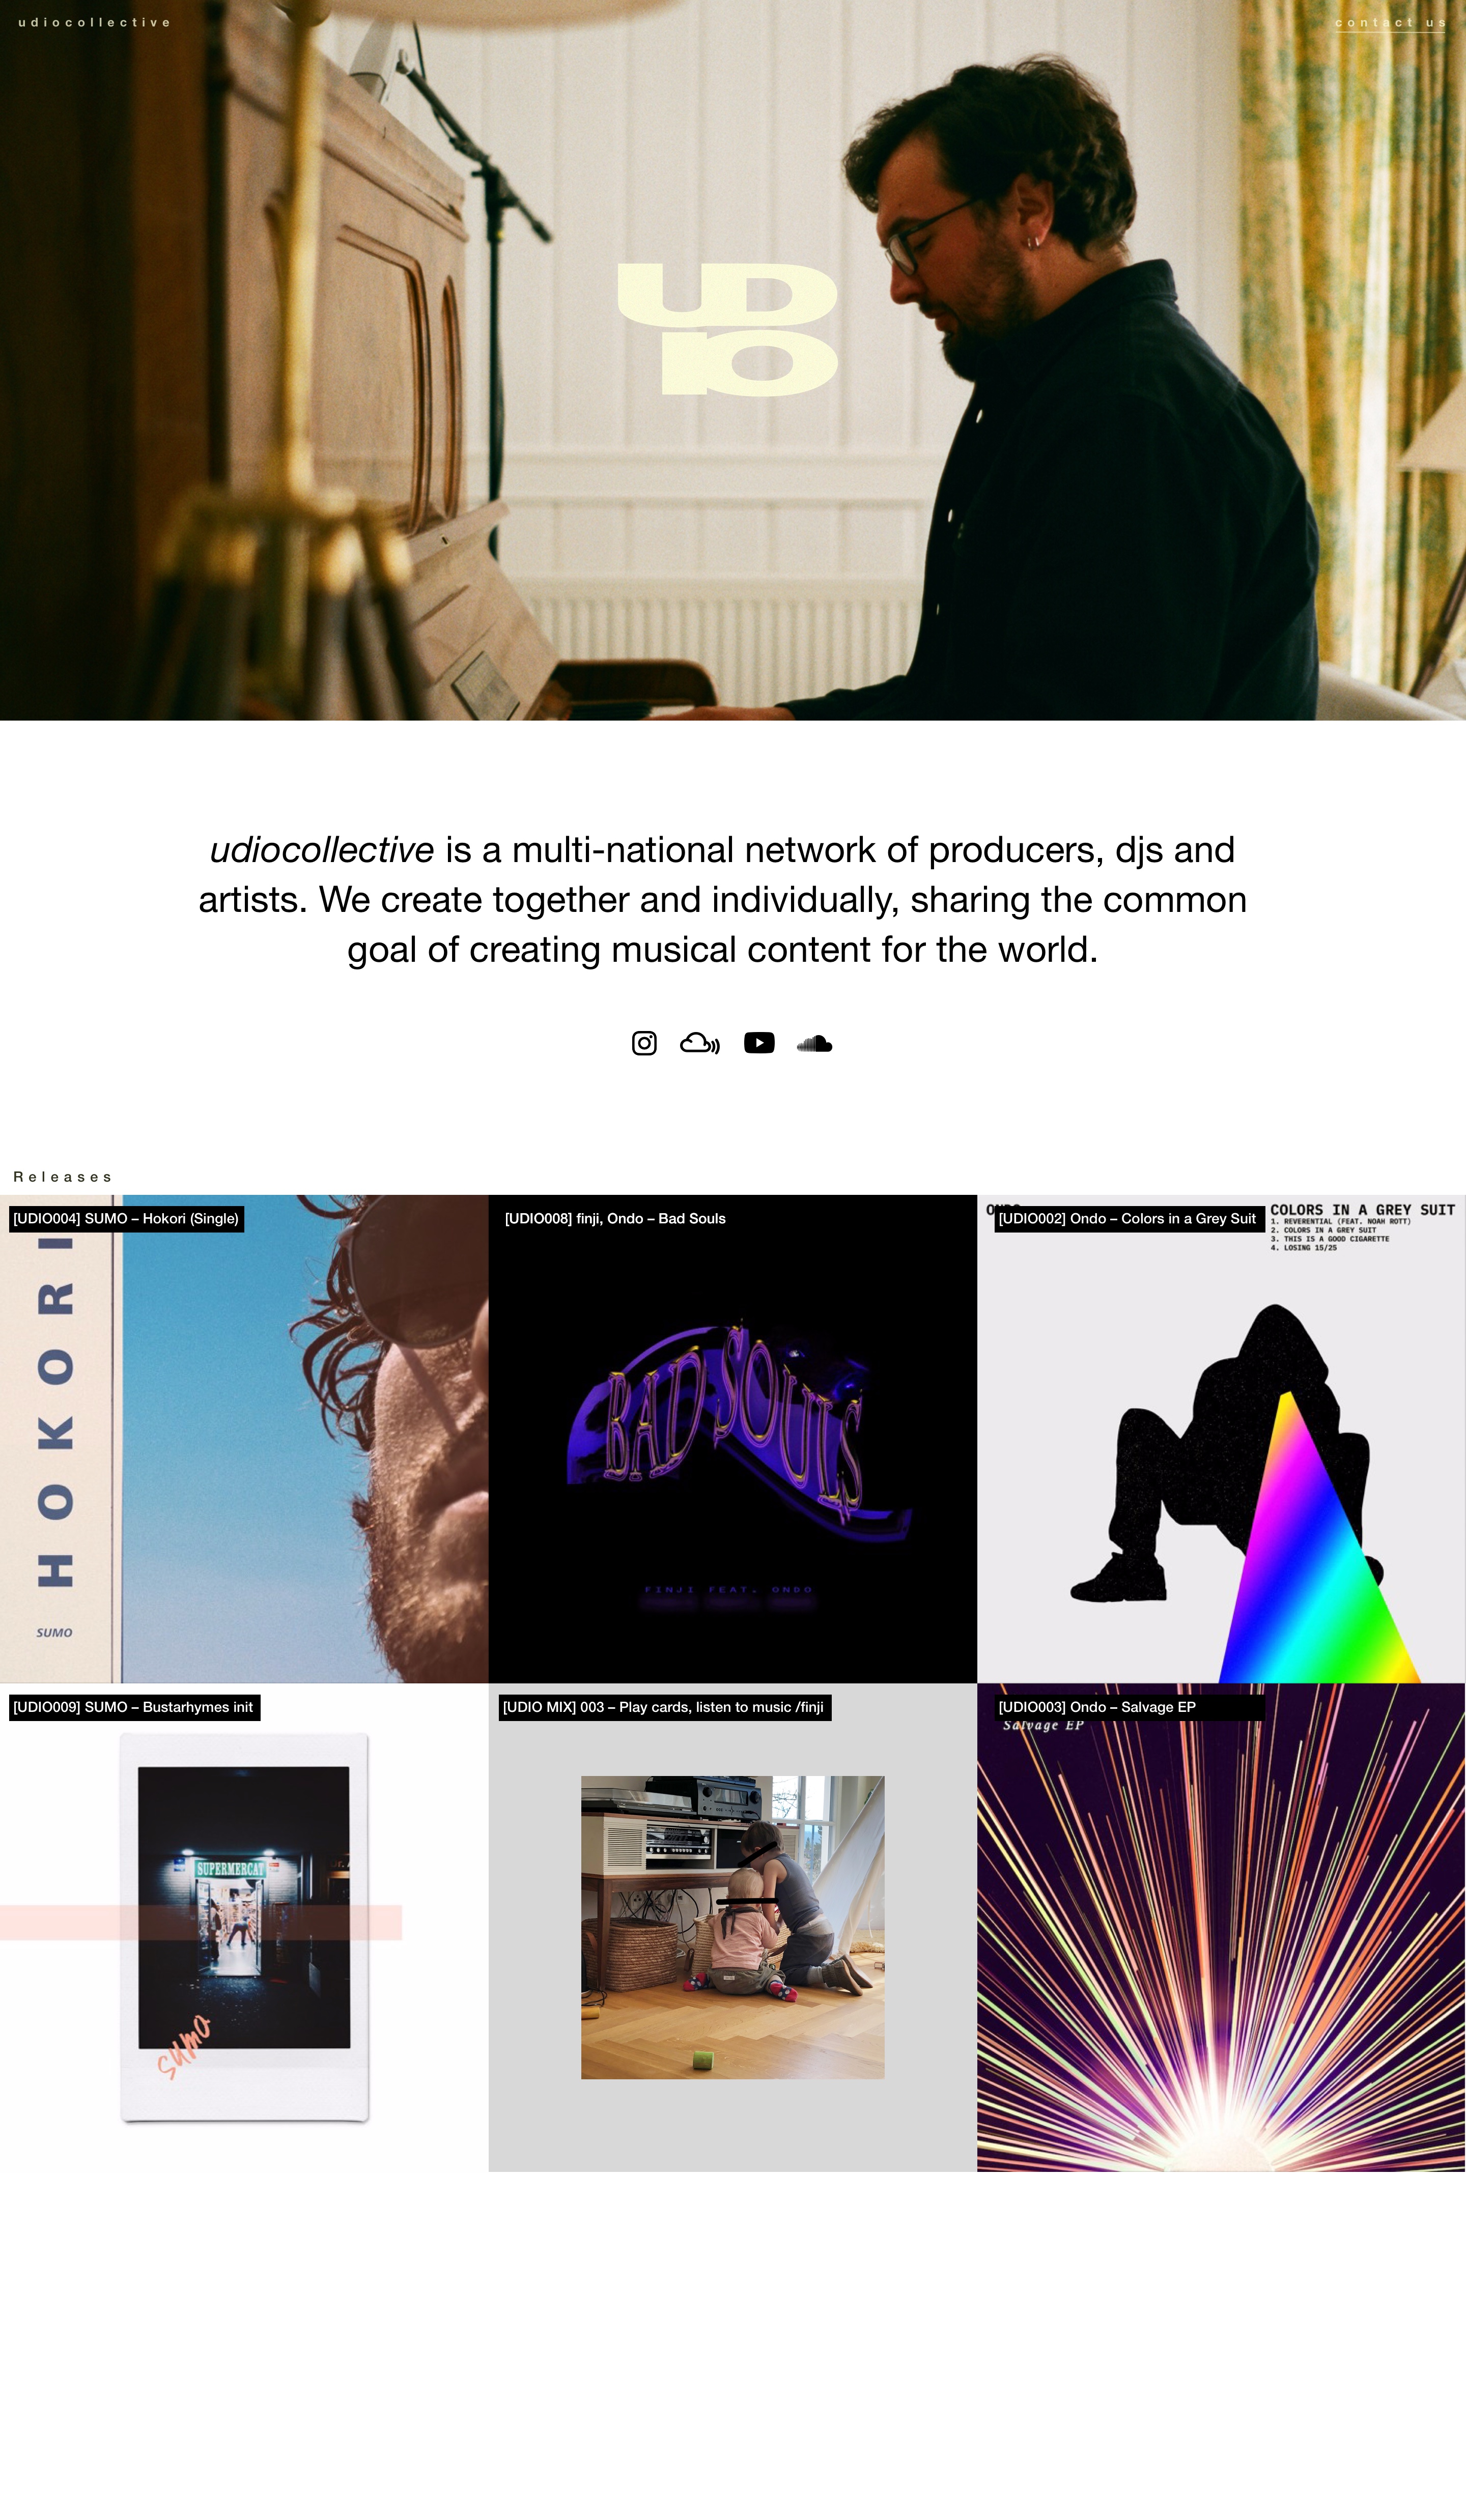 udiocollective
contact us
UD
IO
udiocollective is a multi-national network of producers, djs and
artists. We create together and individually, sharing the common
goal of creating musical content for the world.
Releases
[UDIO004] SUMO – Hokori (Single)
HOKORI
SUMO
[UDIO008] finji, Ondo – Bad Souls
BAD SOULS
FINJI FEAT. ONDO
[UDIO002] Ondo – Colors in a Grey Suit
COLORS IN A GREY SUIT
1. REVERENTIAL (FEAT. NOAH ROTT)
2. COLORS IN A GREY SUIT
3. THIS IS A GOOD CIGARETTE
4. LOSING 15/25
[UDIO009] SUMO – Bustarhymes init
SUPERMERCAT
SUMO
[UDIO MIX] 003 – Play cards, listen to music /finji
[UDIO003] Ondo – Salvage EP
Salvage EP